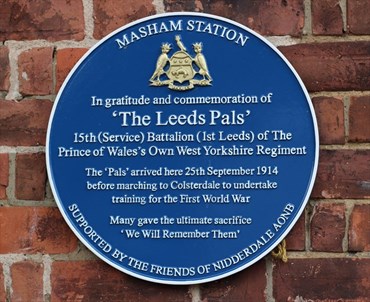 MASHAM STATION
In gratitude and commemoration of
'The Leeds Pals'
15th (Service) Battalion (1st Leeds) of The
Prince of Wales's Own West Yorkshire Regiment
The 'Pals' arrived here 25th September 1914
before marching to Colsterdale to undertake
training for the First World War
Many gave the ultimate sacrifice
'We Will Remember Them'
SUPPORTED BY THE FRIENDS OF NIDDERDALE AONB